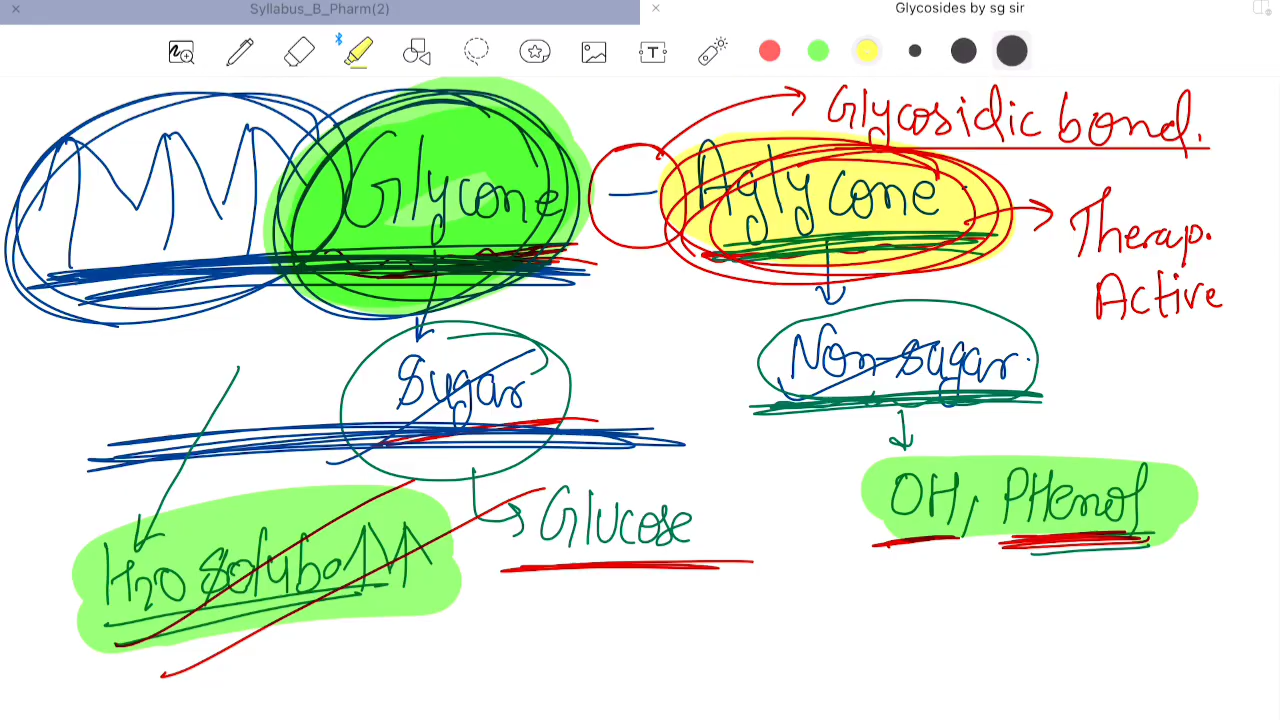 Syllabus_B_Pharm(2)
Glycosides by sg sir
Glycosidic bond.
Glycone - Aglycone
Therap.
Active
Sugar
Non-sugar.
Glucose
OH, PHenol
H2O